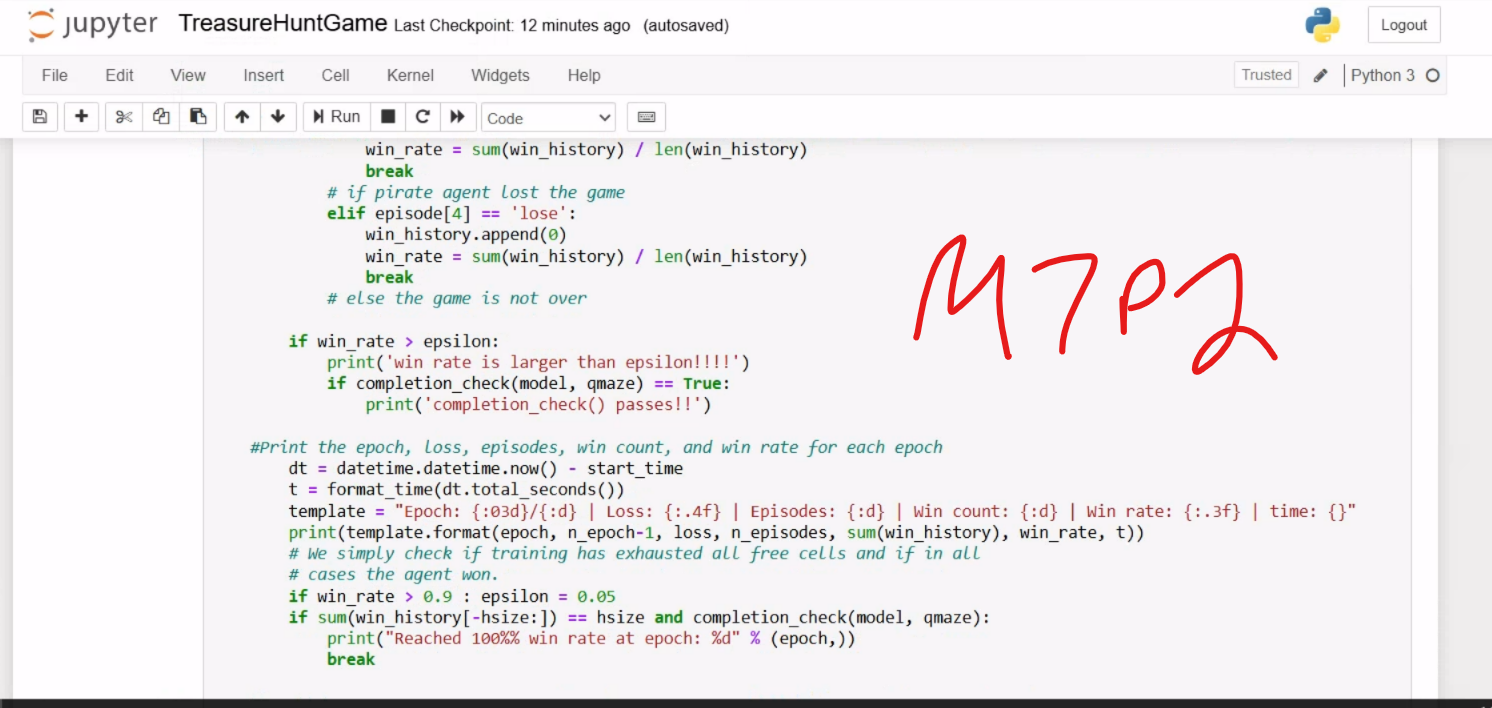 jupyter TreasureHuntGame Last Checkpoint: 12 minutes ago (autosaved) Logout
File Edit View Insert Cell Kernel Widgets Help Trusted Python 3
Run Code
win_rate = sum(win_history) / len(win_history)
break
# if pirate agent lost the game
elif episode[4] == 'lose':
win_history.append(0)
win_rate = sum(win_history) / len(win_history)
break
# else the game is not over
M7P2
if win_rate > epsilon:
print('win rate is larger than epsilon!!!!')
if completion_check(model, qmaze) == True:
print('completion_check() passes!!')
#Print the epoch, loss, episodes, win count, and win rate for each epoch
dt = datetime.datetime.now() - start_time
t = format_time(dt.total_seconds())
template = "Epoch: {:03d}/{:d} | Loss: {:.4f} | Episodes: {:d} | Win count: {:d} | Win rate: {:.3f} | time: {}"
print(template.format(epoch, n_epoch-1, loss, n_episodes, sum(win_history), win_rate, t))
# We simply check if training has exhausted all free cells and if in all
# cases the agent won.
if win_rate > 0.9 : epsilon = 0.05
if sum(win_history[-hsize:]) == hsize and completion_check(model, qmaze):
print("Reached 100%% win rate at epoch: %d" % (epoch,))
break